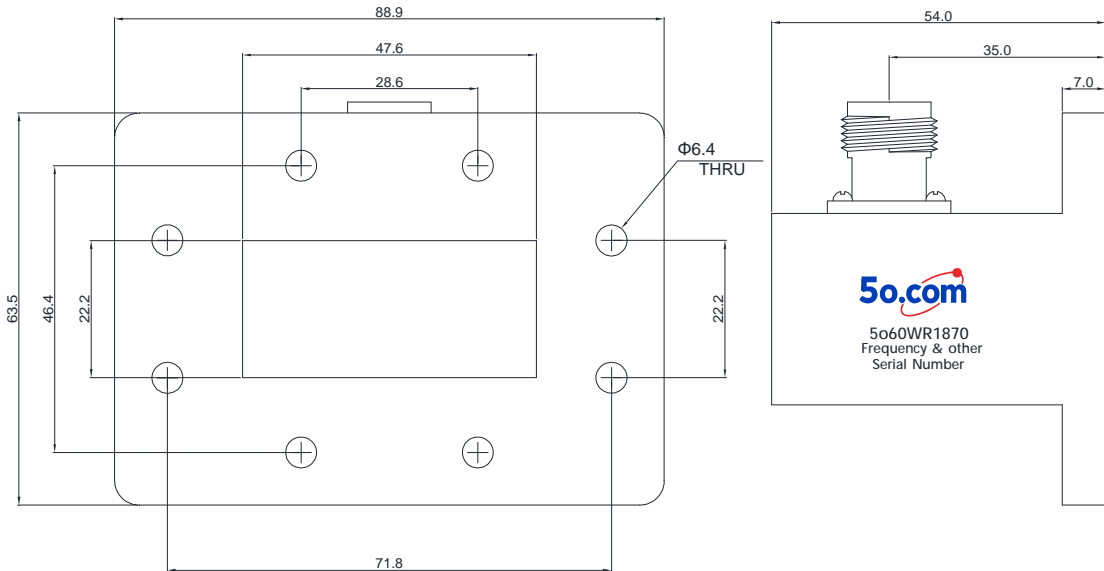 88.9
47.6
28.6
Φ6.4
THRU
63.5
46.4
22.2
22.2
71.8
54.0
35.0
7.0
5o.com
5o60WR1870
Frequency & other
Serial Number